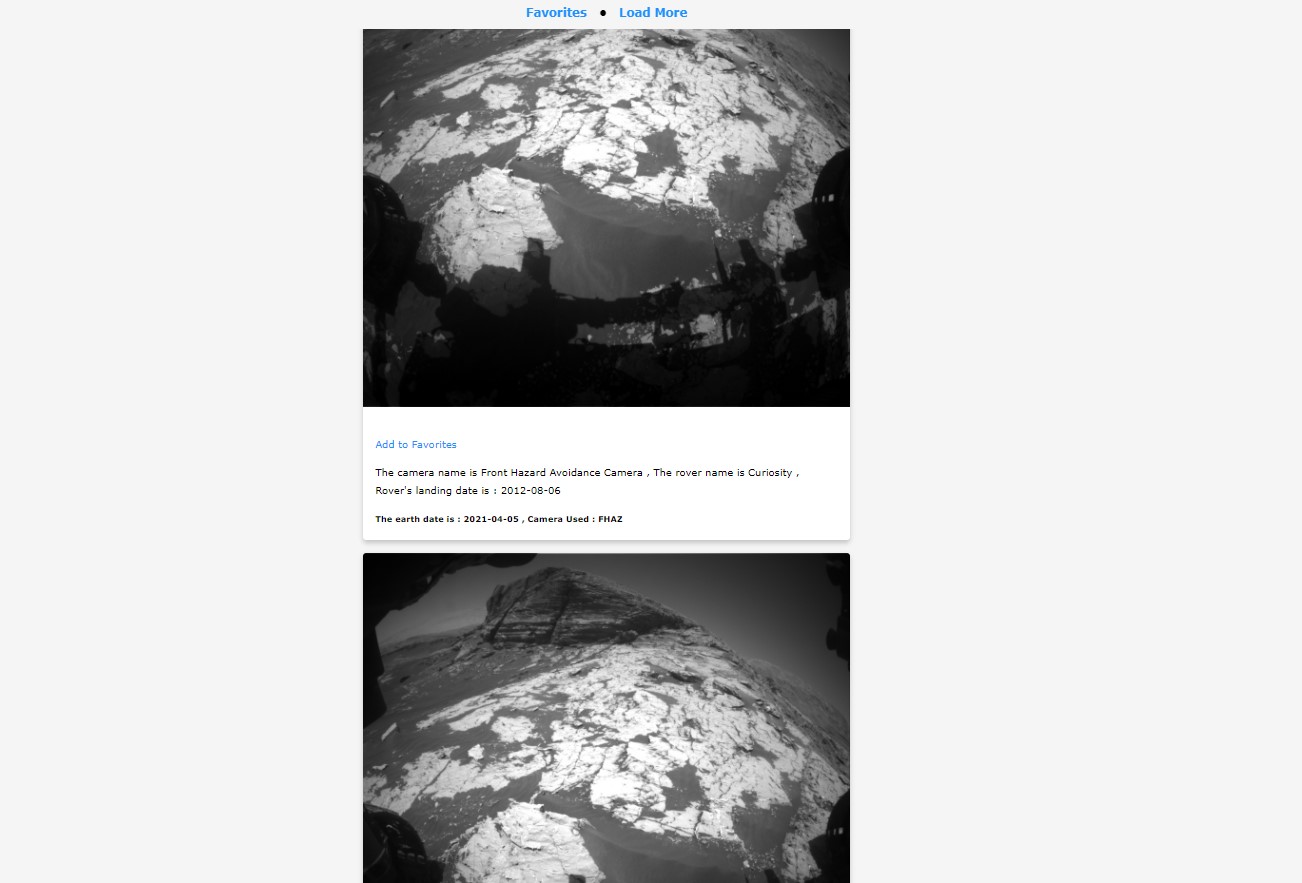 Favorites ● Load More
Add to Favorites
The camera name is Front Hazard Avoidance Camera , The rover name is Curiosity ,
Rover's landing date is : 2012-08-06
The earth date is : 2021-04-05 , Camera Used : FHAZ